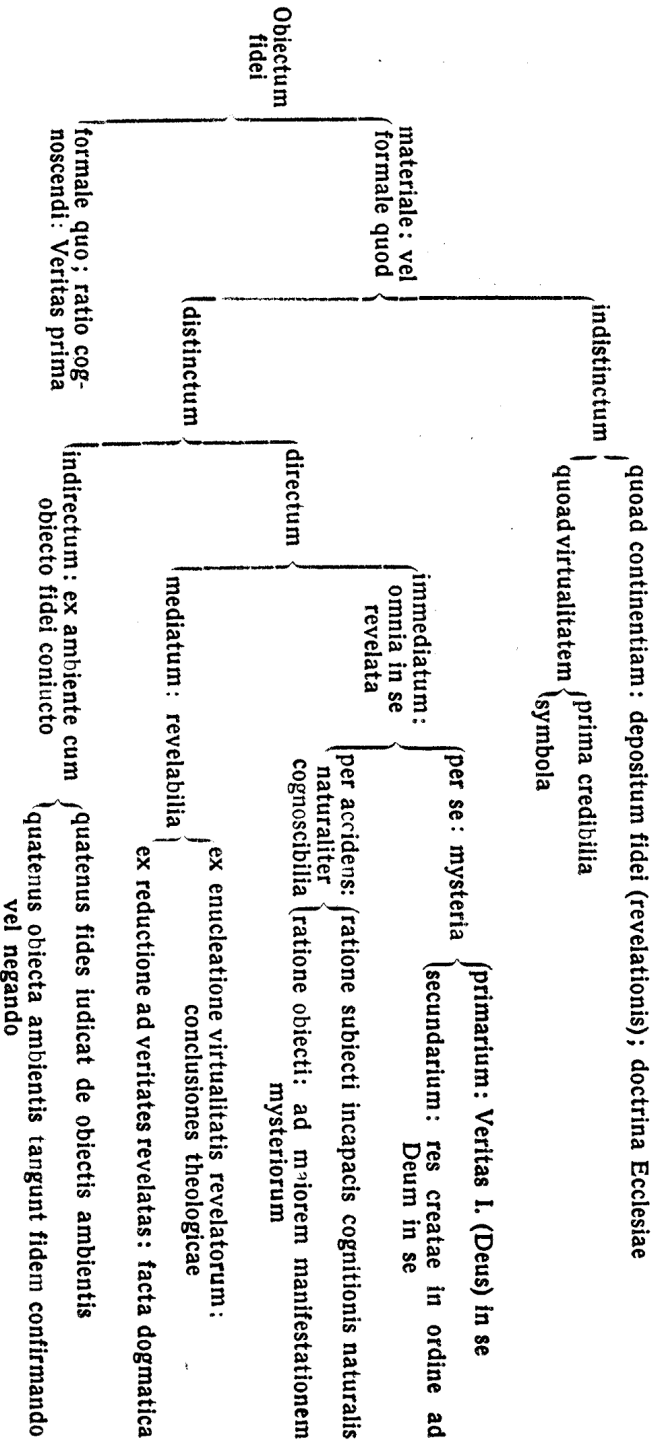 Obiectum
fidei
materiale: vel
formale quod
indistinctum
quoad continentiam: depositum fidei (revelationis); doctrina Ecclesiae
quoad virtualitatem
prima credibilia
symbola
distinctum
directum
immediatum:
omnia in se
revelata
per se: mysteria
primarium: Veritas I. (Deus) in se
secundarium: res creatae in ordine ad
Deum in se
per accidens:
naturaliter
cognoscibilia
ratione subiecti incapacis cognitionis naturalis
ratione obiecti: ad maiorem manifestationem
mysteriorum
mediatum: revelabilia
ex enucleatione virtualitatis revelatorum:
conclusiones theologicae
ex reductione ad veritates revelatas: facta dogmatica
indirectum: ex ambiente cum
obiecto fidei coniucto
quatenus fides iudicat de obiectis ambientis
quatenus obiecta ambientis tangunt fidem confirmando
vel negando
formale quo; ratio cog-
noscendi: Veritas prima